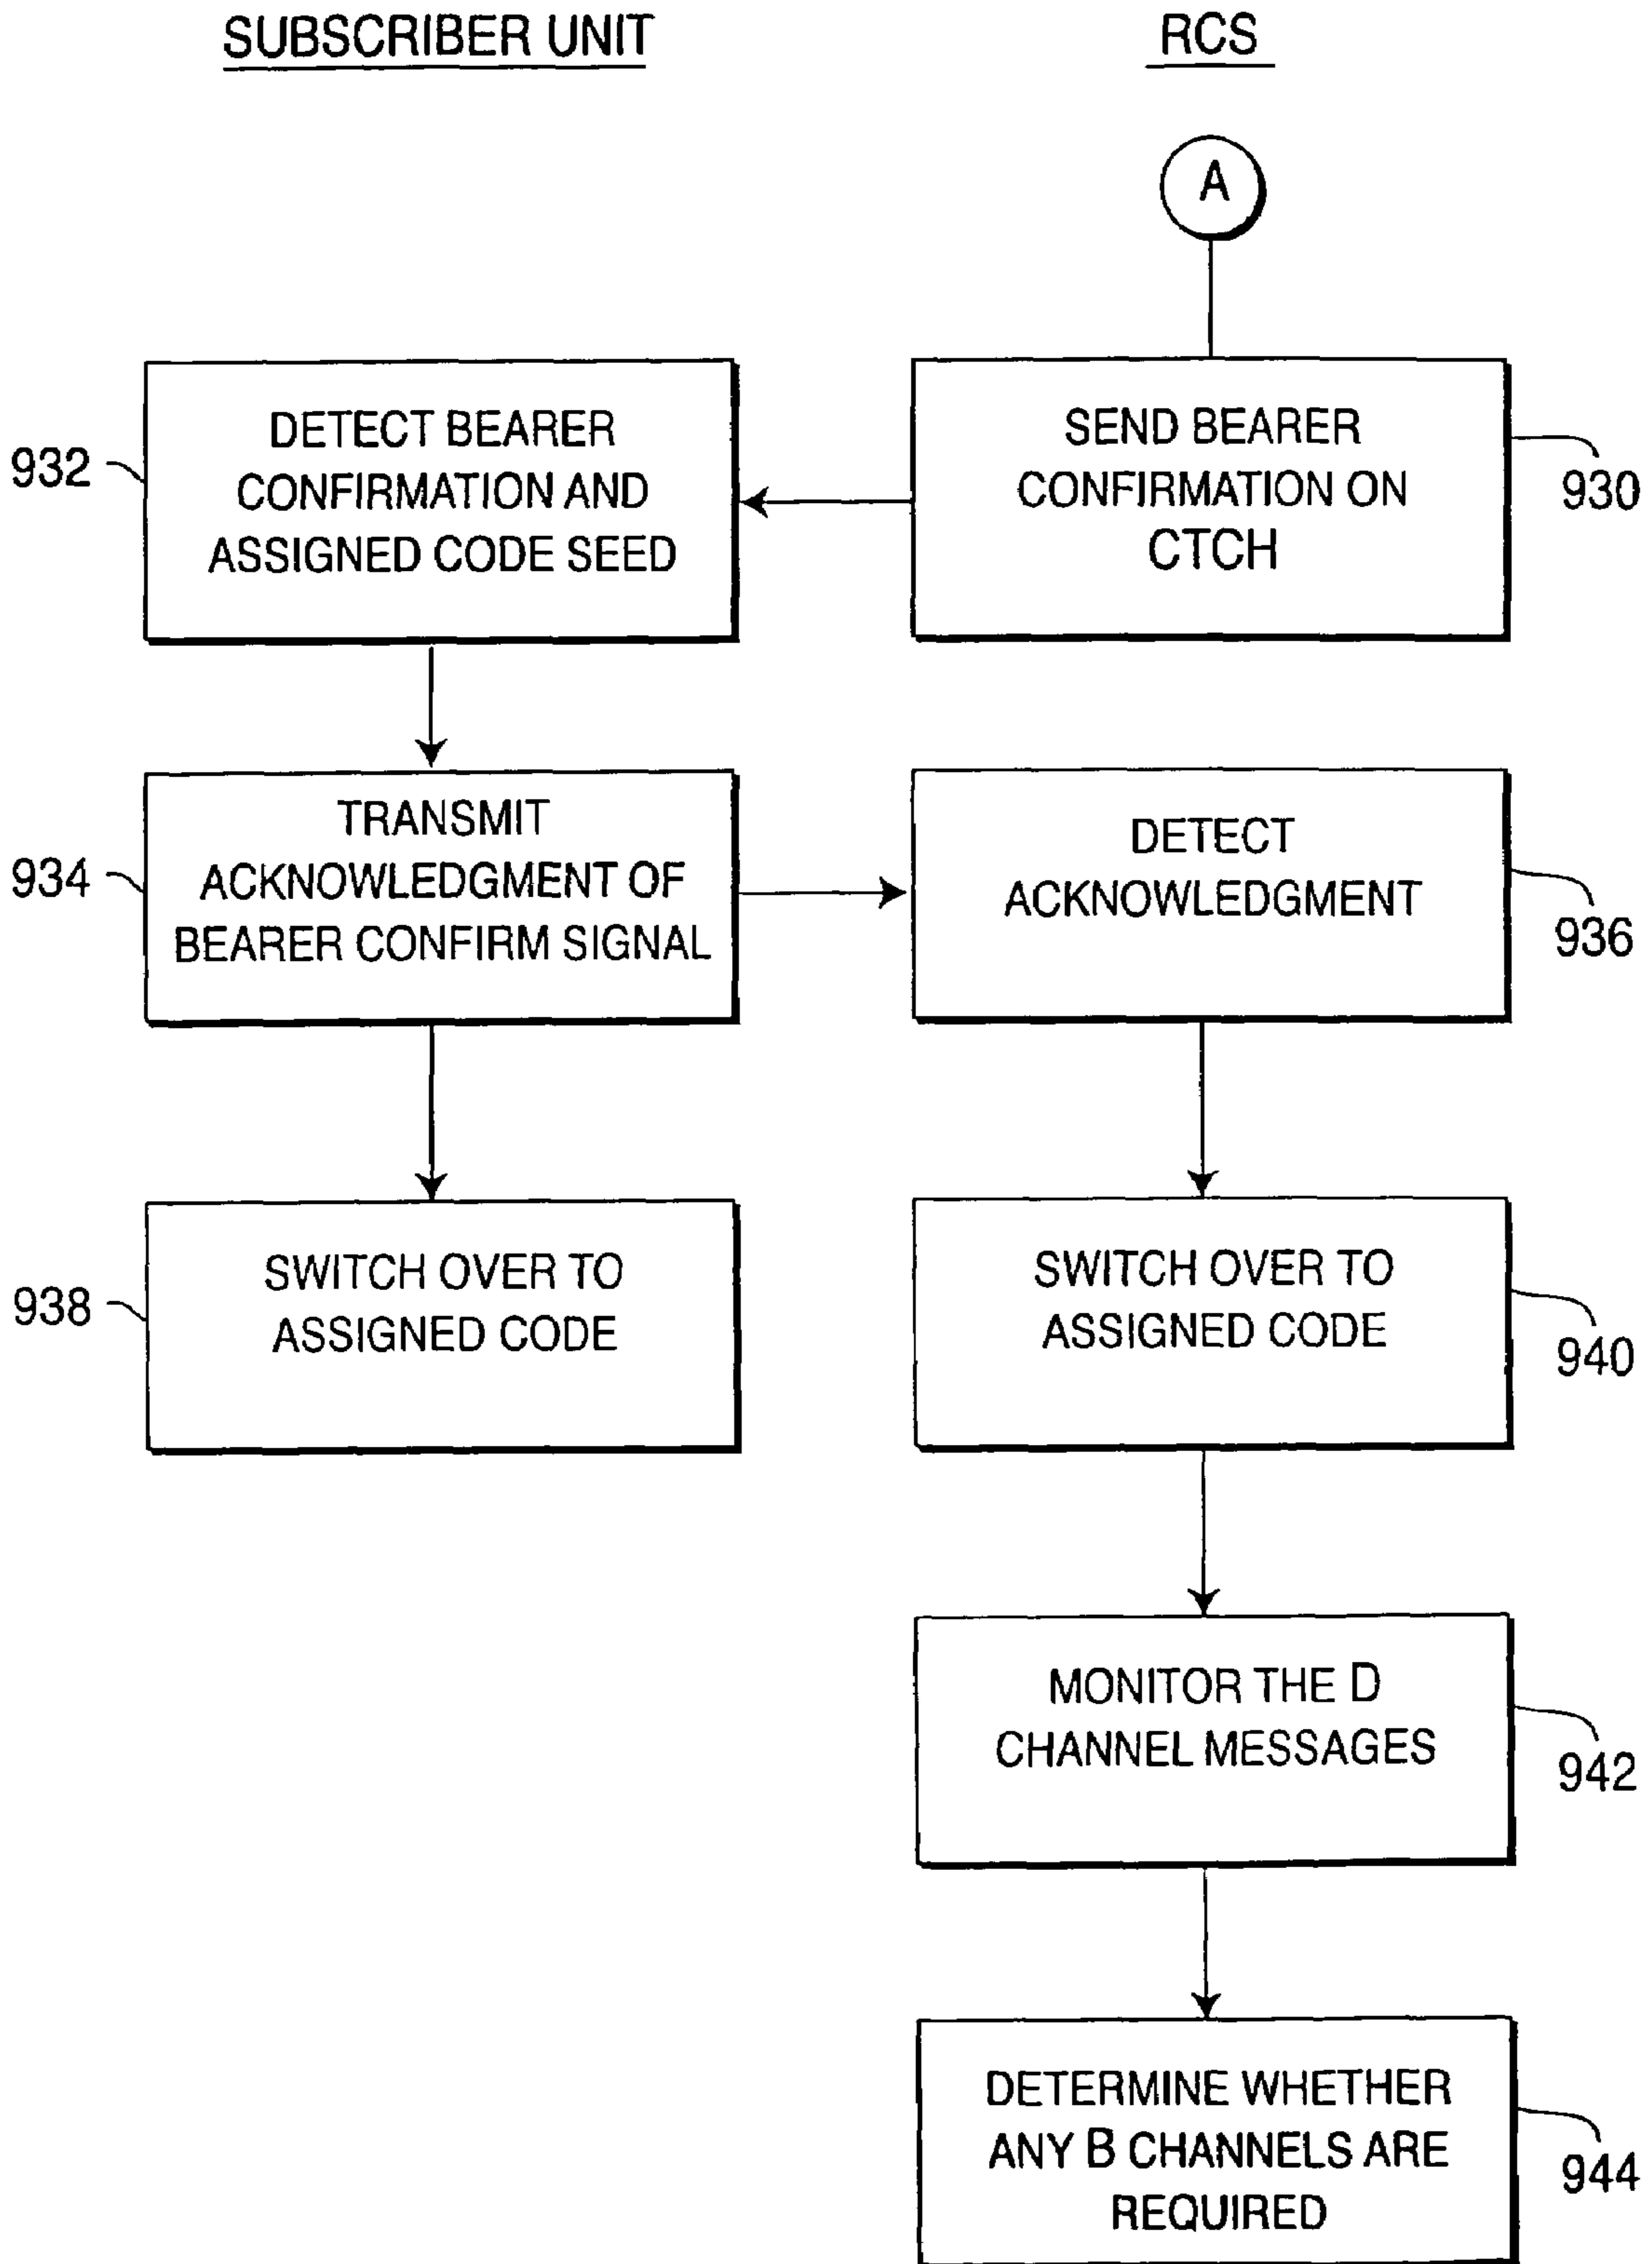 SUBSCRIBER UNIT
RCS
A
932
DETECT BEARER
CONFIRMATION AND
ASSIGNED CODE SEED
SEND BEARER
CONFIRMATION ON
CTCH
930
934
TRANSMIT
ACKNOWLEDGMENT OF
BEARER CONFIRM SIGNAL
DETECT
ACKNOWLEDGMENT
936
938
SWITCH OVER TO
ASSIGNED CODE
SWITCH OVER TO
ASSIGNED CODE
940
MONITOR THE D
CHANNEL MESSAGES
942
DETERMINE WHETHER
ANY B CHANNELS ARE
REQUIRED
944